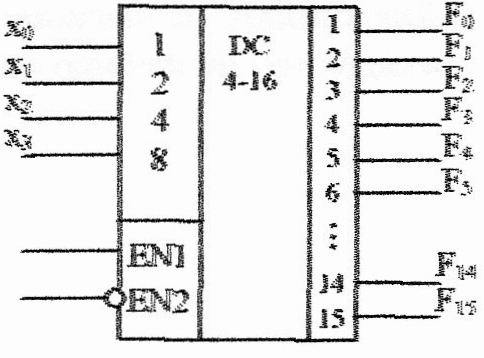 x0 1 DC 1 F0
x1 2 4-16 2 F1
x2 4 3 F2
x3 8 4 F3
5 F4
6 F5
⋮
EN1 14 F14
EN2 15 F15